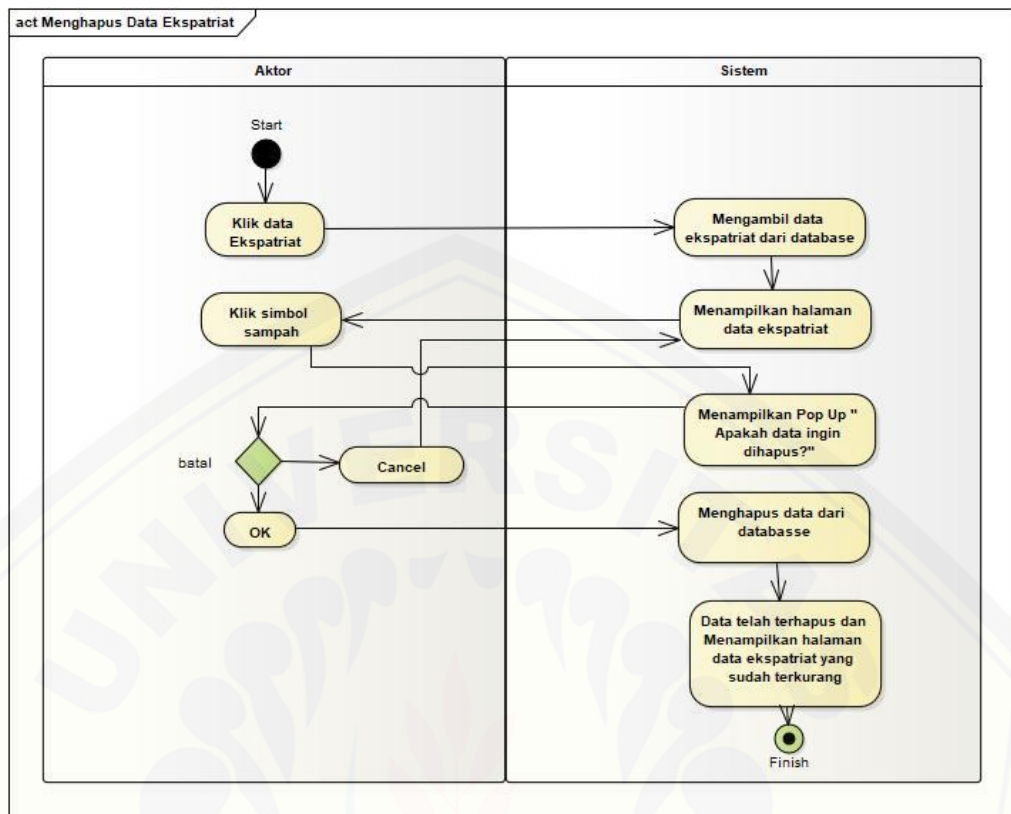 act Menghapus Data Ekspatriat
Aktor
Sistem
Start
Klik data
Ekspatriat
Mengambil data
ekspatriat dari database
Klik simbol
sampah
Menampilkan halaman
data ekspatriat
Menampilkan Pop Up "
Apakah data ingin
dihapus?"
batal
Cancel
OK
Menghapus data dari
databasse
Data telah terhapus dan
Menampilkan halaman
data ekspatriat yang
sudah terkurang
Finish
UNIVERSITA